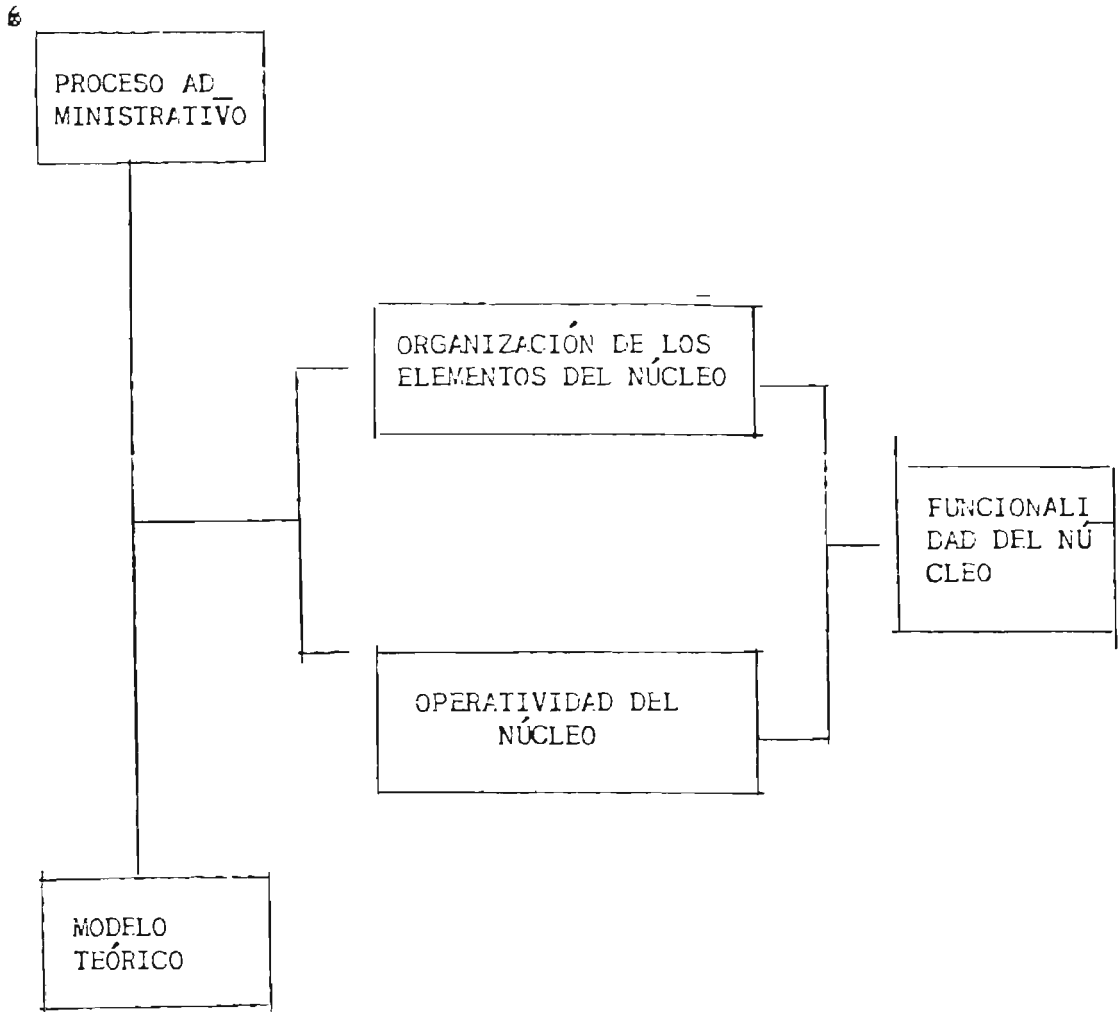 PROCESO AD_
MINISTRATIVO
ORGANIZACIÓN DE LOS
ELEMENTOS DEL NÚCLEO
FUNCIONALI
DAD DEL NÚ
CLEO
OPERATIVIDAD DEL
NÚCLEO
MODELO
TEÓRICO